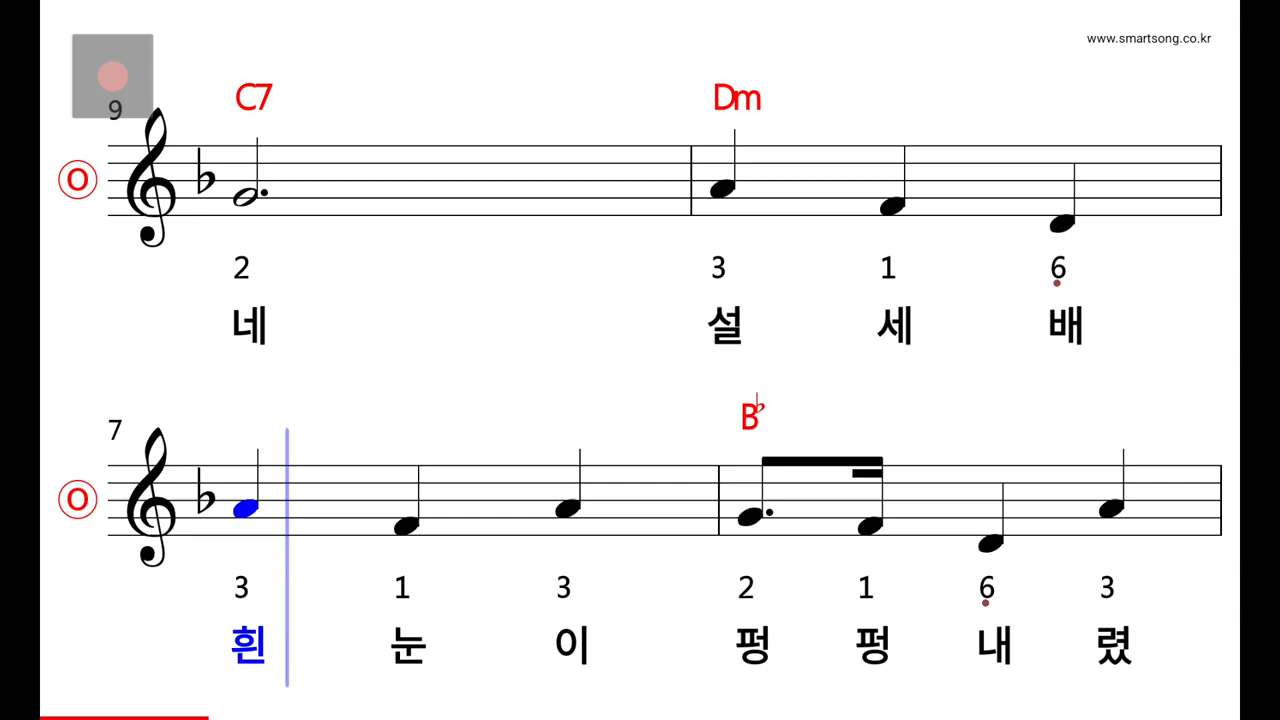 www.smartsong.co.kr
9
C7 Dm
O
2 3 1 6
네 설 세 배
7
B♭
O
3 1 3 2 1 6 3
흰 눈 이 펑 펑 내 렸